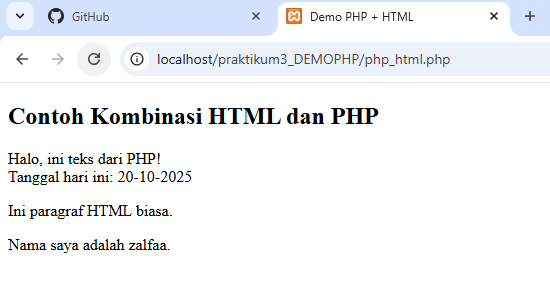 GitHub
Demo PHP + HTML
localhost/praktikum3_DEMOPHP/php_html.php
Contoh Kombinasi HTML dan PHP
Halo, ini teks dari PHP!
Tanggal hari ini: 20-10-2025
Ini paragraf HTML biasa.
Nama saya adalah zalfaa.